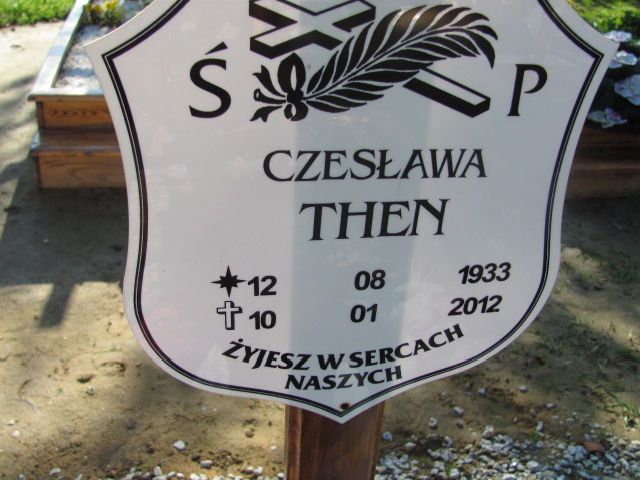 Ś P
CZESŁAWA
THEN
12 08 1933
10 01 2012
ŻYJESZ W SERCACH
NASZYCH